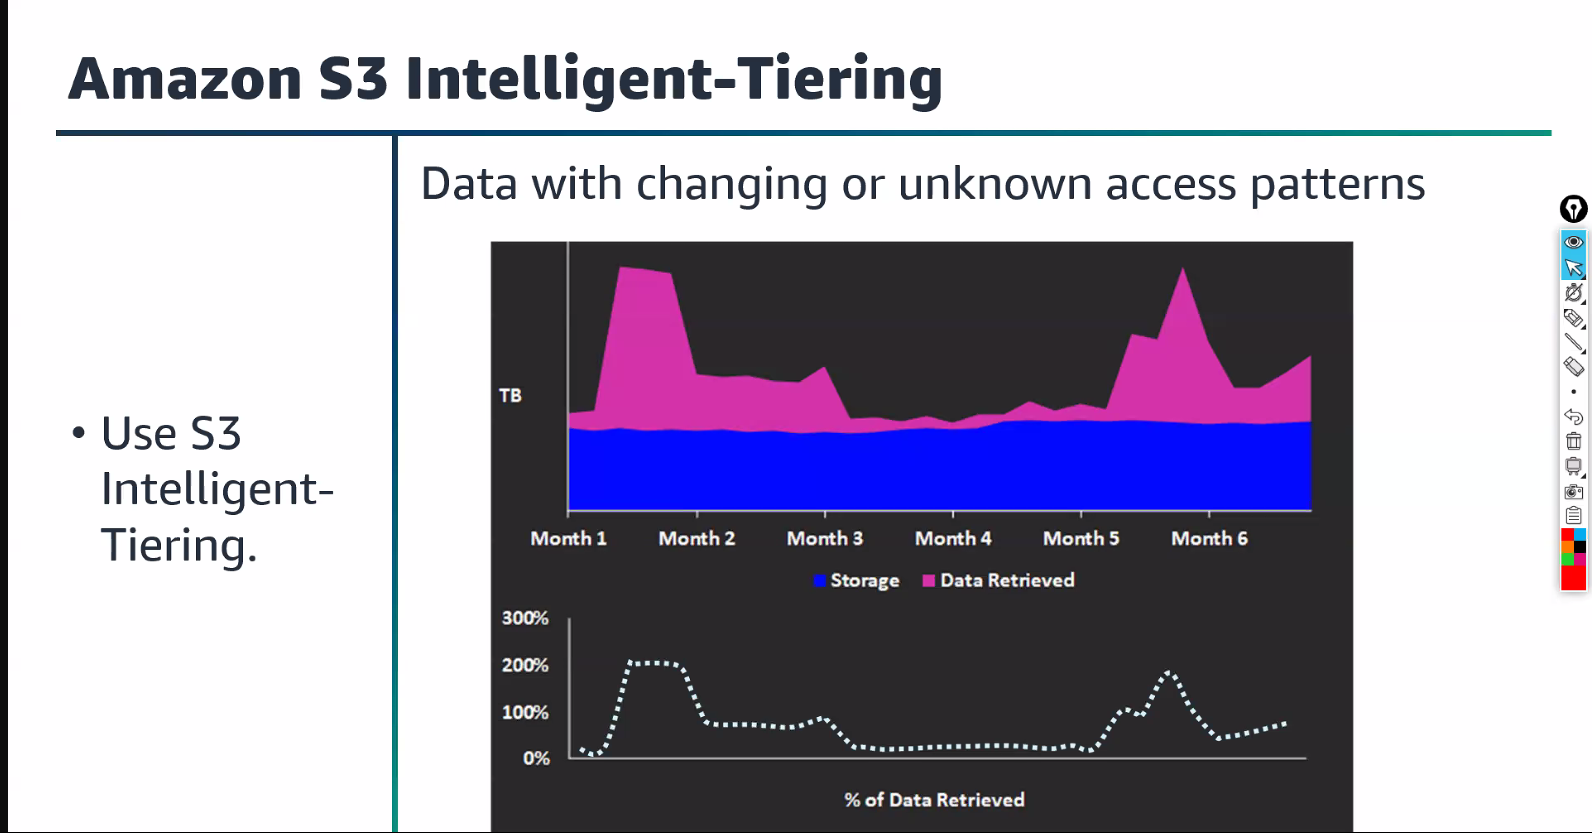 Amazon S3 Intelligent-Tiering
Data with changing or unknown access patterns
• Use S3
Intelligent-
Tiering.
TB
Month 1 Month 2 Month 3 Month 4 Month 5 Month 6
Storage Data Retrieved
300%
200%
100%
0%
% of Data Retrieved